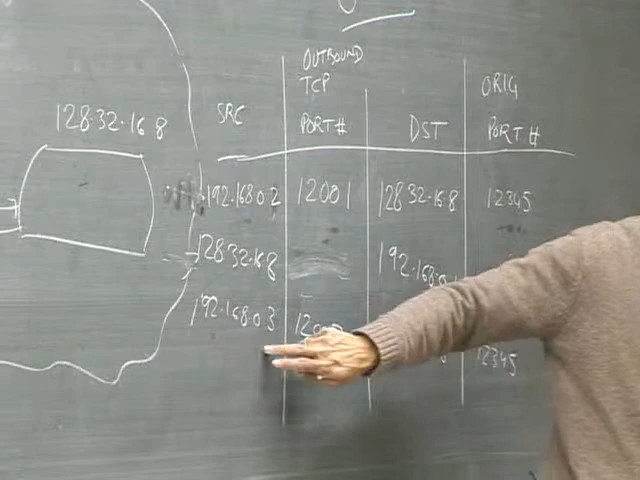 OUTBOUND
TCP
ORIG
128.32.16 8
SRC
PORT#
DST
PORT#
192.168.0.2
12001
128 32.16.8
12345
128.32.16.8
192.168.0.
192.168.0.3
12345